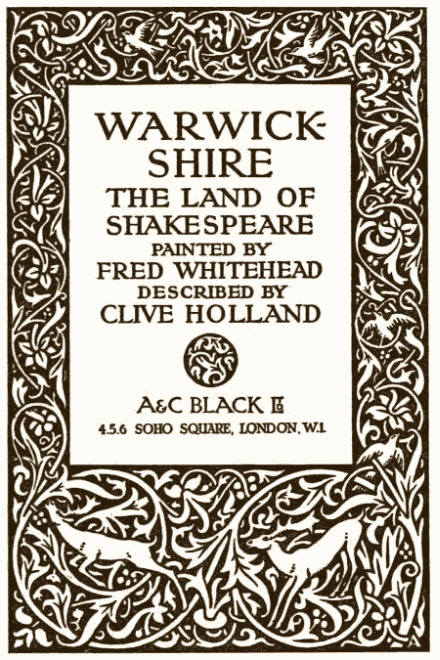 WARWICK-
SHIRE
THE LAND OF
SHAKESPEARE
PAINTED BY
FRED WHITEHEAD
DESCRIBED BY
CLIVE HOLLAND
A&C BLACK LTD
4.5.6 SOHO SQUARE, LONDON, W.1.